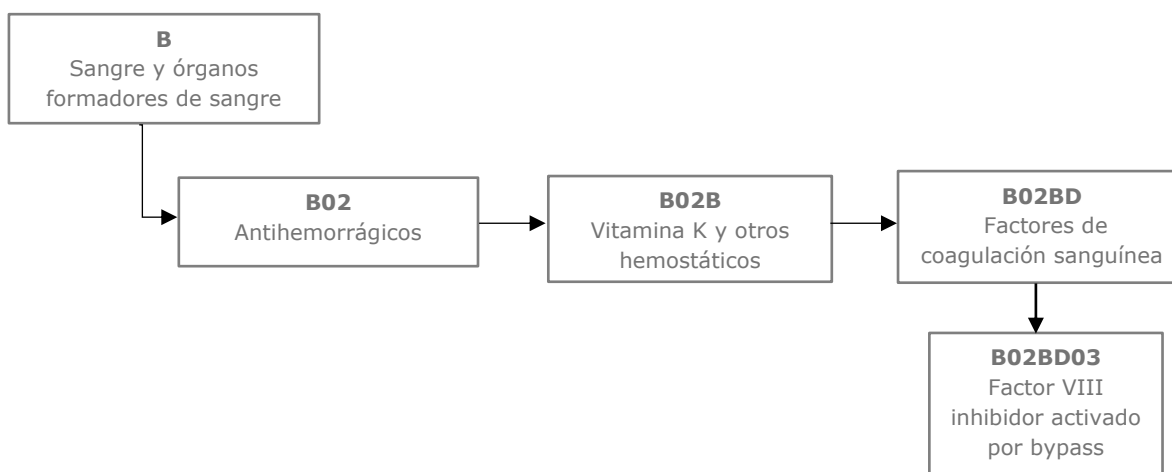 B
Sangre y órganos
formadores de sangre
B02
Antihemorrágicos
B02B
Vitamina K y otros
hemostáticos
B02BD
Factores de
coagulación sanguínea
B02BD03
Factor VIII
inhibidor activado
por bypass